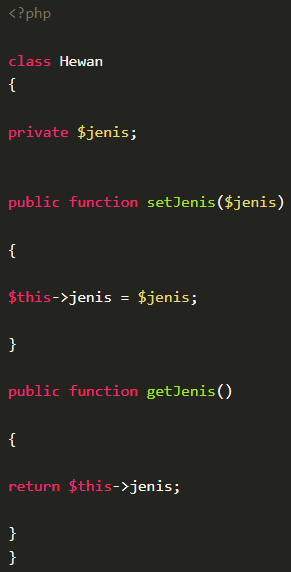 <?php
class Hewan
{
private $jenis;
public function setJenis($jenis)
{
$this->jenis = $jenis;
}
public function getJenis()
{
return $this->jenis;
}
}